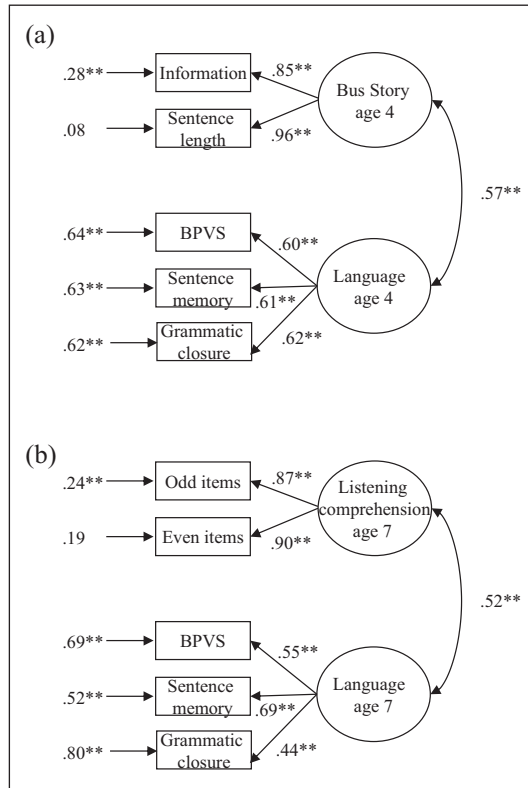 (a)
.28** Information .85** Bus Story
age 4
.08 Sentence
length .96**
.57**
.64** BPVS .60**
.63** Sentence
memory .61** Language
age 4
.62** Grammatic
closure .62**
(b)
.24** Odd items .87** Listening
comprehension
age 7
.19 Even items .90**
.52**
.69** BPVS .55**
.52** Sentence
memory .69** Language
age 7
.80** Grammatic
closure .44**